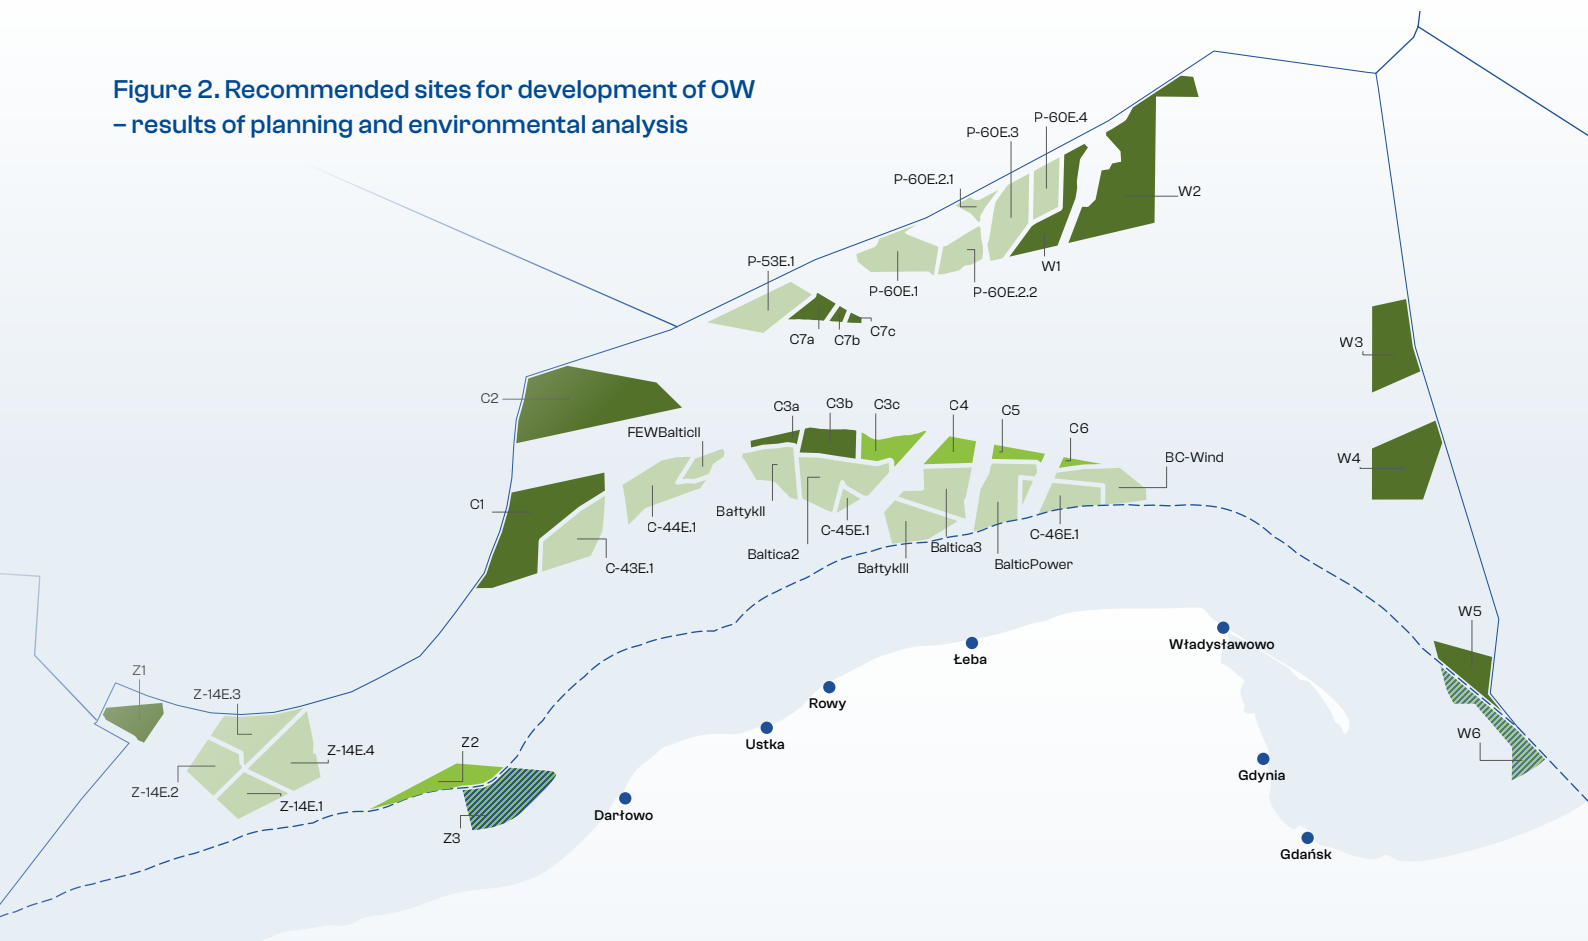 Figure 2. Recommended sites for development of OW
– results of planning and environmental analysis
P-60E.4
P-60E.3
P-60E.2.1
W2
P-53E.1
W1
P-60E.1
P-60E.2.2
C7a
C7b
C7c
W3
C2
C3a
C3b
C3c
C4
C5
C6
FEWBalticII
BC-Wind
W4
C1
BałtykII
C-44E.1
C-45E.1
C-46E.1
Baltica2
Baltica3
C-43E.1
BałtykIII
BalticPower
W5
Władysławowo
Łeba
Z1
Z-14E.3
Rowy
Ustka
Z2
Z-14E.4
W6
Gdynia
Z-14E.2
Z-14E.1
Darłowo
Z3
Gdańsk